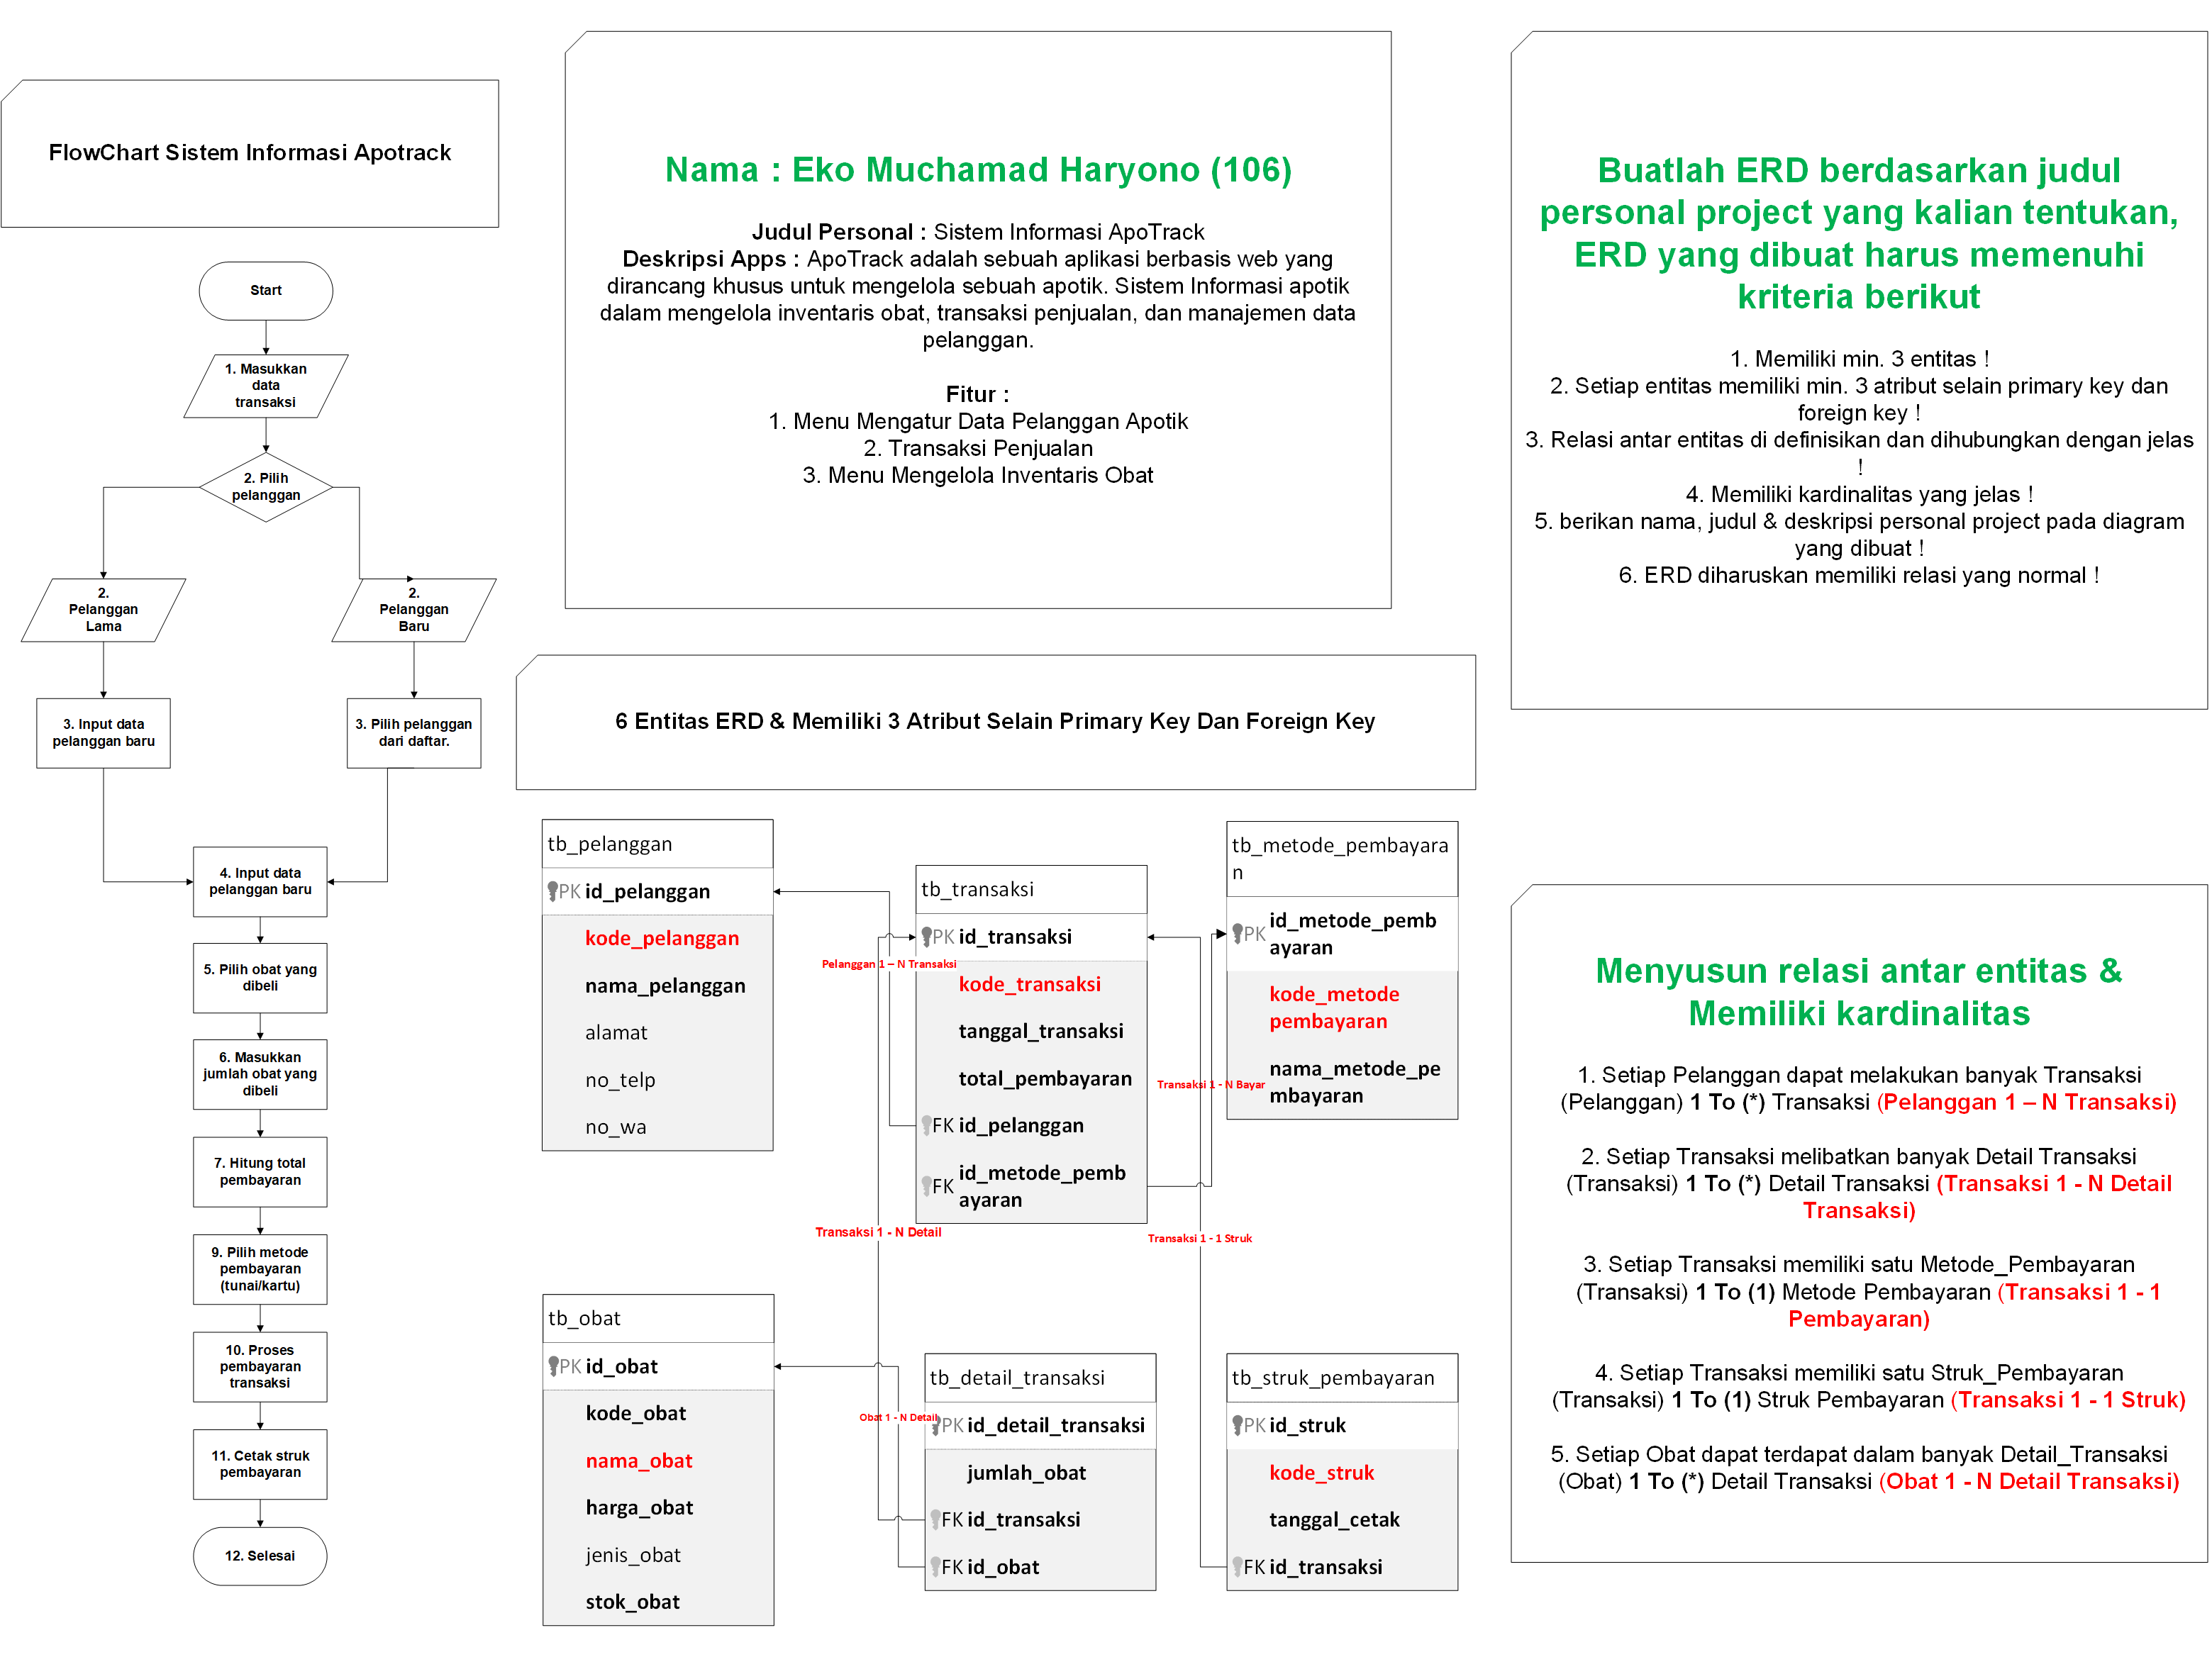 FlowChart Sistem Informasi Apotrack
Start
1. Masukkan
data
transaksi
2. Pilih
pelanggan
2.
Pelanggan
Lama
2.
Pelanggan
Baru
3. Input data
pelanggan baru
3. Pilih pelanggan
dari daftar.
4. Input data
pelanggan baru
5. Pilih obat yang
dibeli
6. Masukkan
jumlah obat yang
dibeli
7. Hitung total
pembayaran
9. Pilih metode
pembayaran
(tunai/kartu)
10. Proses
pembayaran
transaksi
11. Cetak struk
pembayaran
12. Selesai
Nama : Eko Muchamad Haryono (106)
Judul Personal : Sistem Informasi ApoTrack
Deskripsi Apps : ApoTrack adalah sebuah aplikasi berbasis web yang
dirancang khusus untuk mengelola sebuah apotik. Sistem Informasi apotik
dalam mengelola inventaris obat, transaksi penjualan, dan manajemen data
pelanggan.
Fitur :
1. Menu Mengatur Data Pelanggan Apotik
2. Transaksi Penjualan
3. Menu Mengelola Inventaris Obat
6 Entitas ERD & Memiliki 3 Atribut Selain Primary Key Dan Foreign Key
tb_pelanggan
PK id_pelanggan
kode_pelanggan
nama_pelanggan
alamat
no_telp
no_wa
Pelanggan 1 – N Transaksi
tb_transaksi
PK id_transaksi
kode_transaksi
tanggal_transaksi
total_pembayaran
FK id_pelanggan
FK id_metode_pemb
ayaran
Transaksi 1 - N Bayar
tb_metode_pembayara
n
PK id_metode_pemb
ayaran
kode_metode
pembayaran
nama_metode_pe
mbayaran
Transaksi 1 - N Detail
Transaksi 1 - 1 Struk
tb_obat
PK id_obat
kode_obat
nama_obat
harga_obat
jenis_obat
stok_obat
Obat 1 - N Detail
tb_detail_transaksi
PK id_detail_transaksi
jumlah_obat
FK id_transaksi
FK id_obat
tb_struk_pembayaran
PK id_struk
kode_struk
tanggal_cetak
FK id_transaksi
Buatlah ERD berdasarkan judul
personal project yang kalian tentukan,
ERD yang dibuat harus memenuhi
kriteria berikut
1. Memiliki min. 3 entitas !
2. Setiap entitas memiliki min. 3 atribut selain primary key dan
foreign key !
3. Relasi antar entitas di definisikan dan dihubungkan dengan jelas
!
4. Memiliki kardinalitas yang jelas !
5. berikan nama, judul & deskripsi personal project pada diagram
yang dibuat !
6. ERD diharuskan memiliki relasi yang normal !
Menyusun relasi antar entitas &
Memiliki kardinalitas
1. Setiap Pelanggan dapat melakukan banyak Transaksi
(Pelanggan) 1 To (*) Transaksi (Pelanggan 1 – N Transaksi)
2. Setiap Transaksi melibatkan banyak Detail Transaksi
(Transaksi) 1 To (*) Detail Transaksi (Transaksi 1 - N Detail
Transaksi)
3. Setiap Transaksi memiliki satu Metode_Pembayaran
(Transaksi) 1 To (1) Metode Pembayaran (Transaksi 1 - 1
Pembayaran)
4. Setiap Transaksi memiliki satu Struk_Pembayaran
(Transaksi) 1 To (1) Struk Pembayaran (Transaksi 1 - 1 Struk)
5. Setiap Obat dapat terdapat dalam banyak Detail_Transaksi
(Obat) 1 To (*) Detail Transaksi (Obat 1 - N Detail Transaksi)